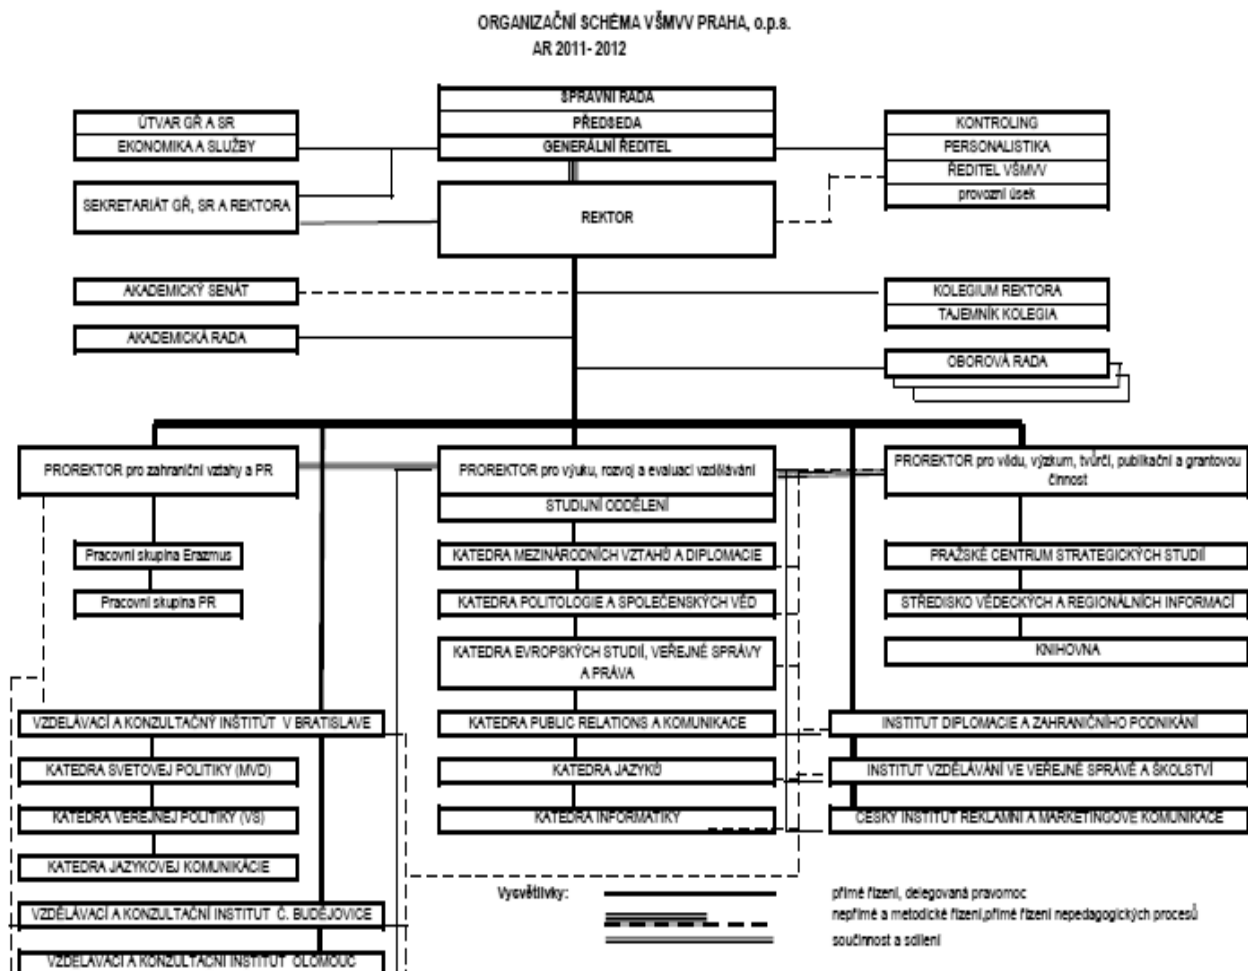 ORGANIZAČNÍ SCHÉMA VŠMVV PRAHA, o.p.s.
AR 2011- 2012
SPRÁVNÍ RADA
PŘEDSEDA
GENERÁLNÍ ŘEDITEL
ÚTVAR GŘ A SR
EKONOMIKA A SLUŽBY
SEKRETARIÁT GŘ, SR A REKTORA
KONTROLING
PERSONALISTIKA
ŘEDITEL VŠMVV
provozní úsek
REKTOR
AKADEMICKÝ SENÁT
AKADEMICKÁ RADA
KOLEGIUM REKTORA
TAJEMNÍK KOLEGIA
OBOROVÁ RADA
PROREKTOR pro zahraniční vztahy a PR
Pracovní skupina Erazmus
Pracovní skupina PR
PROREKTOR pro výuku, rozvoj a evaluaci vzdělávání
STUDIJNÍ ODDĚLENÍ
KATEDRA MEZINÁRODNÍCH VZTAHŮ A DIPLOMACIE
KATEDRA POLITOLOGIE A SPOLEČENSKÝCH VĚD
KATEDRA EVROPSKÝCH STUDIÍ, VEŘEJNÉ SPRÁVY
A PRÁVA
KATEDRA PUBLIC RELATIONS A KOMUNIKACE
KATEDRA JAZYKŮ
KATEDRA INFORMATIKY
PROREKTOR pro vědu, výzkum, tvůrčí, publikační a grantovou
činnost
PRAŽSKÉ CENTRUM STRATEGICKÝCH STUDIÍ
STŘEDISKO VĚDECKÝCH A REGIONÁLNÍCH INFORMACÍ
KNIHOVNA
INSTITUT DIPLOMACIE A ZAHRANIČNÍHO PODNIKÁNÍ
INSTITUT VZDĚLÁVÁNÍ VE VEŘEJNÉ SPRÁVĚ A ŠKOLSTVÍ
ČESKÝ INSTITUT REKLAMNÍ A MARKETINGOVÉ KOMUNIKACE
VZDELÁVACÍ A KONZULTAČNÝ INŠTITÚT V BRATISLAVE
KATEDRA SVETOVEJ POLITIKY (MVD)
KATEDRA VEREJNEJ POLITIKY (VS)
KATEDRA JAZYKOVEJ KOMUNIKÁCIE
VZDĚLÁVACÍ A KONZULTAČNÍ INSTITUT Č. BUDĚJOVICE
VZDĚLÁVACÍ A KONZULTAČNÍ INSTITUT OLOMOUC
Vysvětlivky:
přímé řízení, delegovaná pravomoc
nepřímé a metodické řízení,přímé řízení nepedagogických procesů
součinnost a sdílení